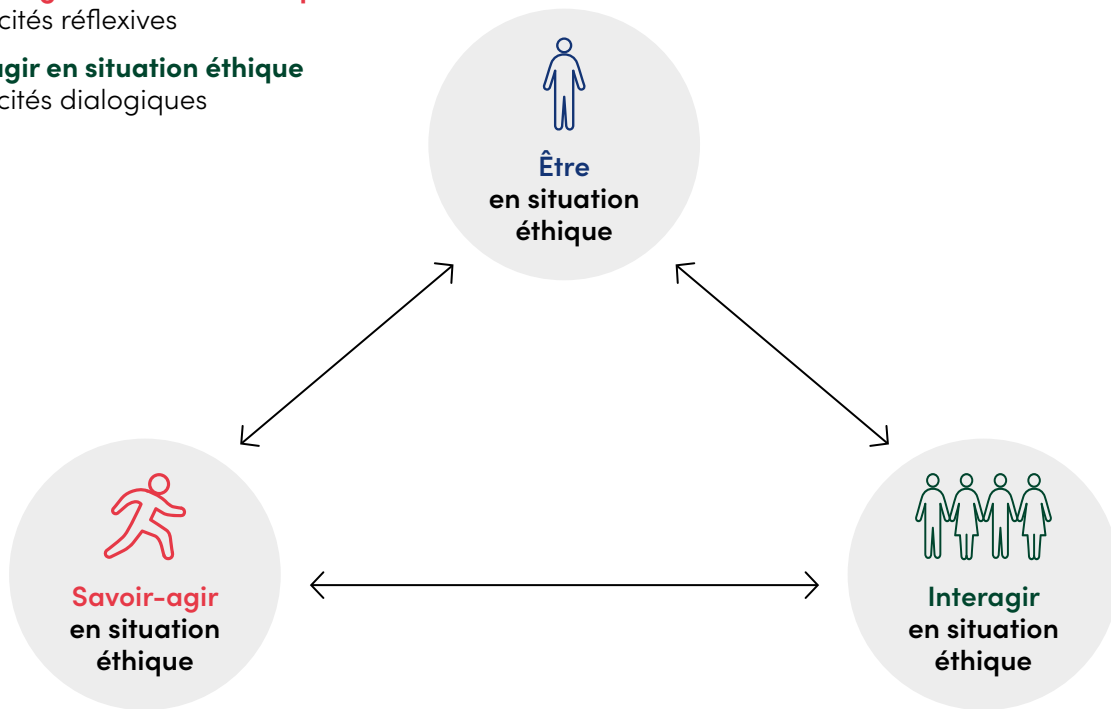 cités réflexives
agir en situation éthique
cités dialogiques
Être
en situation
éthique
Savoir-agir
en situation
éthique
Interagir
en situation
éthique